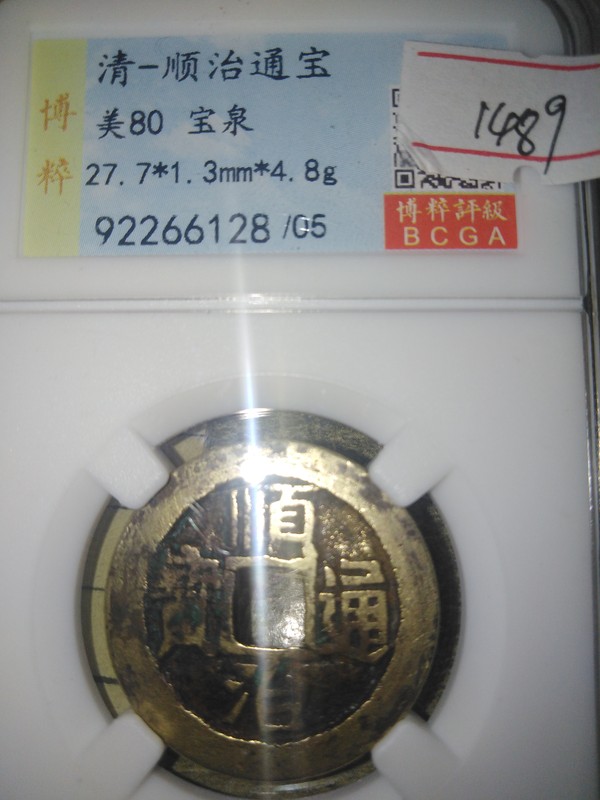 清-顺治通宝
1489
博粹
美80 宝泉
27.7*1.3mm*4.8g
92266128 /05
博粹評級
BCGA
順治通寳